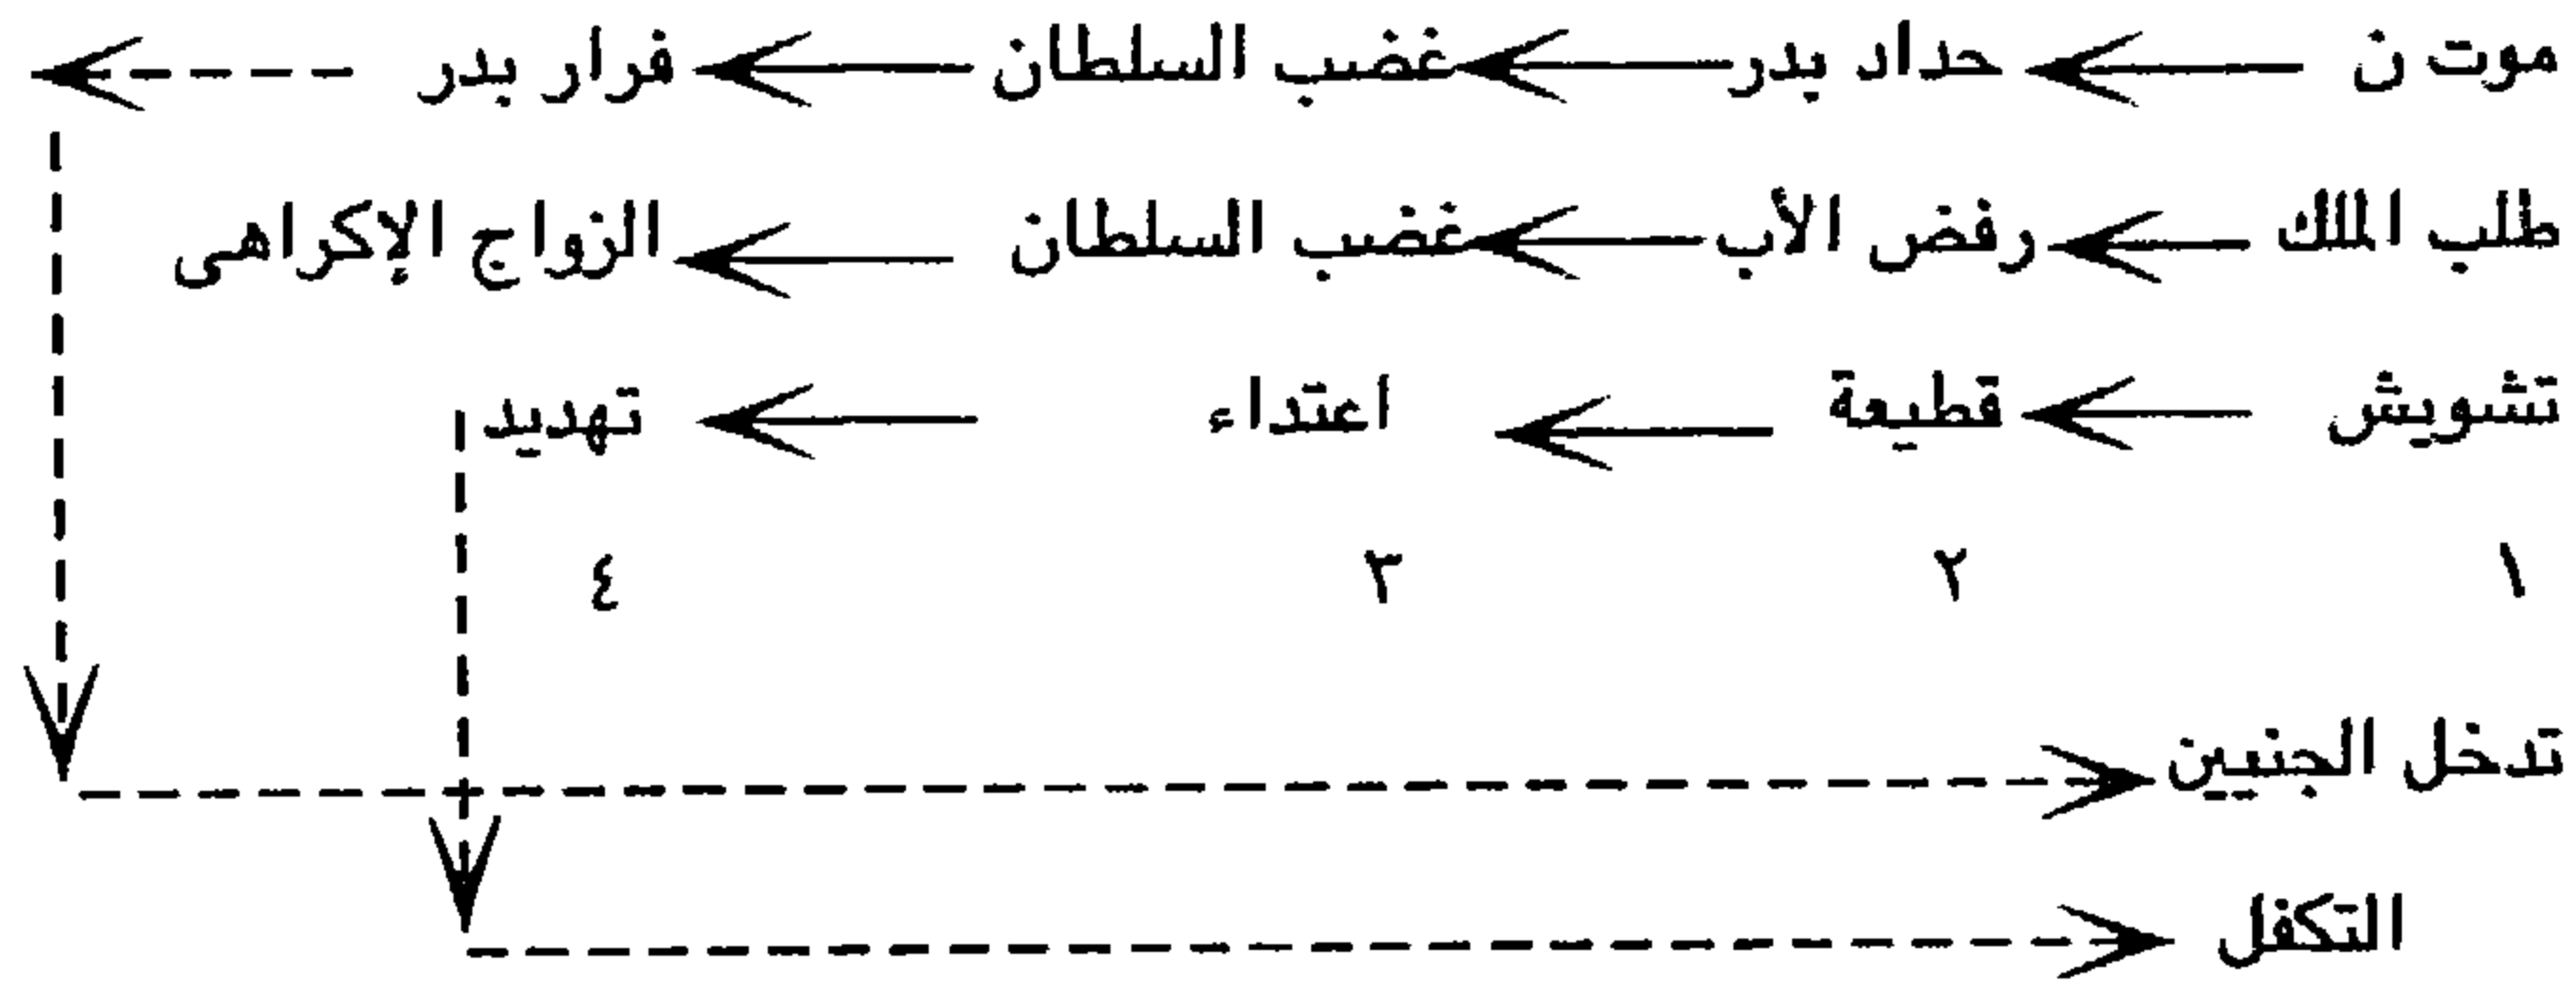 موت ن حداد بدر غضب السلطان فرار بدر
طلب الملك رفض الأب غضب السلطان الزواج الإكراهى
تشويش قطيعة اعتداء تهديد
١ ٢ ٣ ٤
تدخل الجنيين
التكفل